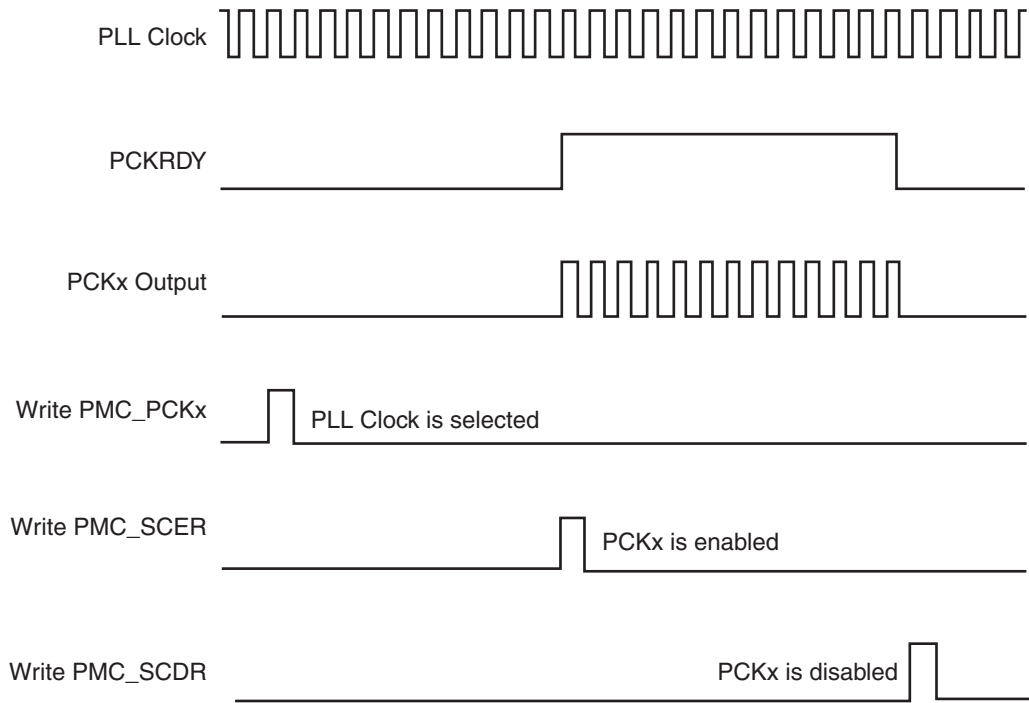 PLL Clock
PCKRDY
PCKx Output
Write PMC_PCKx
PLL Clock is selected
Write PMC_SCER
PCKx is enabled
Write PMC_SCDR
PCKx is disabled